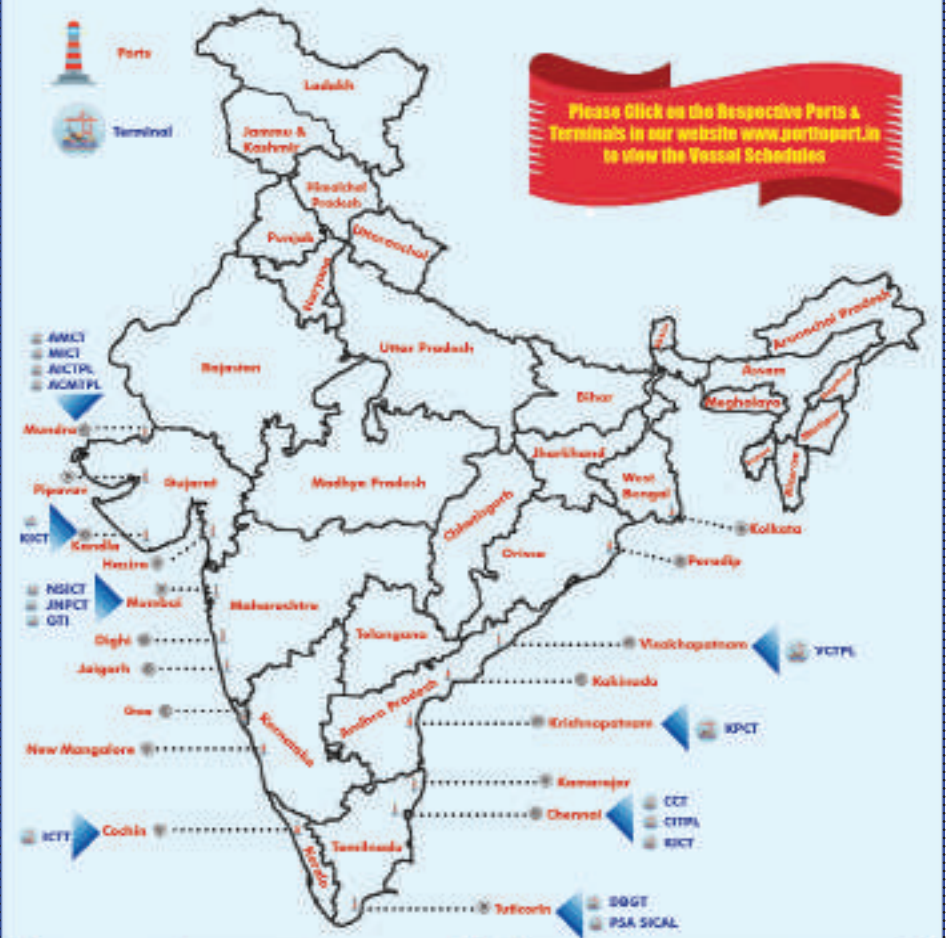 Ports
Terminal
Please Click on the Respective Ports &
Terminals in our website www.porttoport.in
to view the Vessel Schedules
Ladakh
Jammu &
Kashmir
Himalchal
Pradesh
Punjab
Uttaranchal
Haryana
Arunachal Pradesh
Rajastan
Uttar Pradesh
Assam
Bihar
Meghalaya
Jharkhand
Gujarat
Madhya Pradesh
West
Bengal
Chhattisgarh
Orissa
Maharashtra
Telangana
Andhra Pradesh
Karnataka
Tamilnadu
Kerala
AMCT
MICT
AICTPL
ACMTPL
Mundra
Pipavav
KICT
Kandla
Hazira
NSICT
JNPCT
GTI
Mumbai
Dighi
Jaigarh
Goa
New Mangalore
ICTT
Cochin
Kolkata
Paradip
Visakhapatnam
VCTPL
Kakinada
Krishnapatnam
KPCT
Kamarajar
Chennai
CCT
CITPL
KICT
Tuticorin
DBGT
PSA SICAL